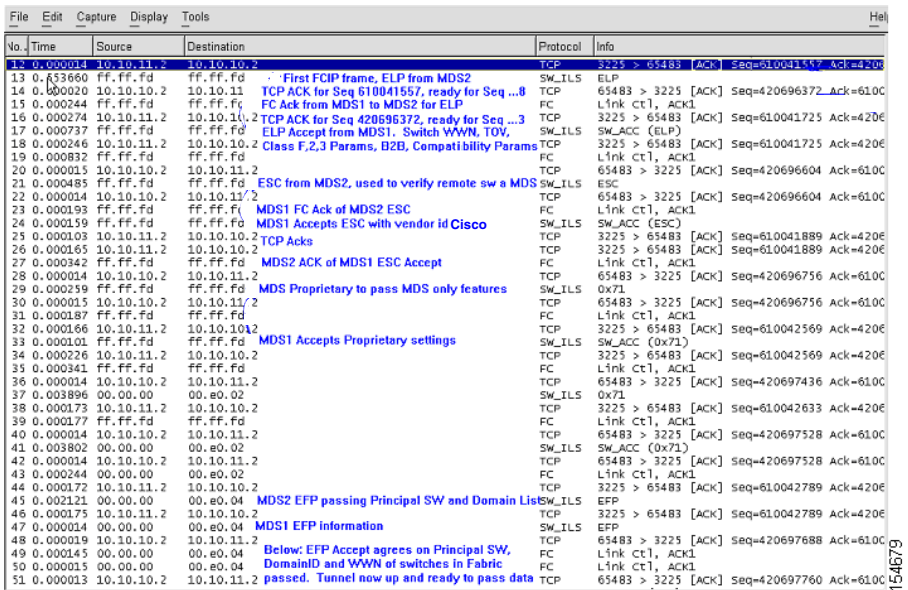 File Edit Capture Display Tools Help
No. Time Source Destination Protocol Info
12 0.000014 10.10.11.2 10.10.10.2 TCP 3225 > 65483 [ACK] Seq=610041557 Ack=4206
13 0.653660 ff.ff.fd ff.ff.fd First FCIP frame, ELP from MDS2 SW_ILS ELP
14 0.000020 10.10.10.2 10.10.11 TCP ACK for Seq 610041557, ready for Seq ...8 TCP 65483 > 3225 [ACK] Seq=420696372 Ack=6100
15 0.000244 ff.ff.fd ff.ff.fd FC Ack from MDS1 to MDS2 for ELP FC Link Ctl, ACK1
16 0.000274 10.10.11.2 10.10.10.2 TCP ACK for Seq 420696372, ready for Seq ...3 TCP 3225 > 65483 [ACK] Seq=610041725 Ack=4206
17 0.000737 ff.ff.fd ff.ff.fd ELP Accept from MDS1. Switch WWN, TOV, SW_ILS SW_ACC (ELP)
18 0.000246 10.10.11.2 10.10.10.2 Class F,2,3 Params, B2B, Compatibility Params TCP 3225 > 65483 [ACK] Seq=610041725 Ack=4206
19 0.000832 ff.ff.fd ff.ff.fd FC Link Ctl, ACK1
20 0.000015 10.10.10.2 10.10.11.2 TCP 65483 > 3225 [ACK] Seq=420696604 Ack=6100
21 0.000485 ff.ff.fd ff.ff.fd ESC from MDS2, used to verify remote sw a MDS SW_ILS ESC
22 0.000014 10.10.10.2 10.10.11.2 TCP 65483 > 3225 [ACK] Seq=420696604 Ack=6100
23 0.000193 ff.ff.fd ff.ff.fd MDS1 FC Ack of MDS2 ESC FC Link Ctl, ACK1
24 0.000159 ff.ff.fd ff.ff.fd MDS1 Accepts ESC with vendor id Cisco SW_ILS SW_ACC (ESC)
25 0.000103 10.10.11.2 10.10.10.2 TCP Acks TCP 3225 > 65483 [ACK] Seq=610041889 Ack=4206
26 0.000165 10.10.11.2 10.10.10.2 TCP 3225 > 65483 [ACK] Seq=610041889 Ack=4206
27 0.000342 ff.ff.fd ff.ff.fd MDS2 ACK of MDS1 ESC Accept FC Link Ctl, ACK1
28 0.000014 10.10.10.2 10.10.11.2 TCP 65483 > 3225 [ACK] Seq=420696756 Ack=6100
29 0.000259 ff.ff.fd ff.ff.fd MDS Proprietary to pass MDS only features SW_ILS 0x71
30 0.000015 10.10.10.2 10.10.11.2 TCP 65483 > 3225 [ACK] Seq=420696756 Ack=6100
31 0.000187 ff.ff.fd ff.ff.fd FC Link Ctl, ACK1
32 0.000166 10.10.11.2 10.10.10.2 TCP 3225 > 65483 [ACK] Seq=610042569 Ack=4206
33 0.000101 ff.ff.fd ff.ff.fd MDS1 Accepts Proprietary settings SW_ILS SW_ACC (0x71)
34 0.000226 10.10.11.2 10.10.10.2 TCP 3225 > 65483 [ACK] Seq=610042569 Ack=4206
35 0.000341 ff.ff.fd ff.ff.fd FC Link Ctl, ACK1
36 0.000014 10.10.10.2 10.10.11.2 TCP 65483 > 3225 [ACK] Seq=420697436 Ack=6100
37 0.003896 00.00.00 00.e0.02 SW_ILS 0x71
38 0.000173 10.10.11.2 10.10.10.2 TCP 3225 > 65483 [ACK] Seq=610042633 Ack=4206
39 0.000177 ff.ff.fd ff.ff.fd FC Link Ctl, ACK1
40 0.000014 10.10.10.2 10.10.11.2 TCP 65483 > 3225 [ACK] Seq=420697528 Ack=6100
41 0.003802 00.00.00 00.e0.02 SW_ILS SW_ACC (0x71)
42 0.000014 10.10.10.2 10.10.11.2 TCP 65483 > 3225 [ACK] Seq=420697528 Ack=6100
43 0.000244 00.00.00 00.e0.02 FC Link Ctl, ACK1
44 0.000172 10.10.11.2 10.10.10.2 TCP 3225 > 65483 [ACK] Seq=610042789 Ack=4206
45 0.002121 00.00.00 00.e0.04 MDS2 EFP passing Principal SW and Domain List SW_ILS EFP
46 0.000175 10.10.11.2 10.10.10.2 TCP 3225 > 65483 [ACK] Seq=610042789 Ack=4206
47 0.000014 00.00.00 00.e0.04 MDS1 EFP information SW_ILS EFP
48 0.000019 10.10.10.2 10.10.11.2 TCP 65483 > 3225 [ACK] Seq=420697688 Ack=6100
49 0.000145 00.00.00 00.e0.04 Below: EFP Accept agrees on Principal SW, FC Link Ctl, ACK1
50 0.000015 00.00.00 00.e0.04 DomainID and WWN of switches in Fabric FC Link Ctl, ACK1
51 0.000013 10.10.10.2 10.10.11.2 passed. Tunnel now up and ready to pass data TCP 65483 > 3225 [ACK] Seq=420697760 Ack=6100
154679